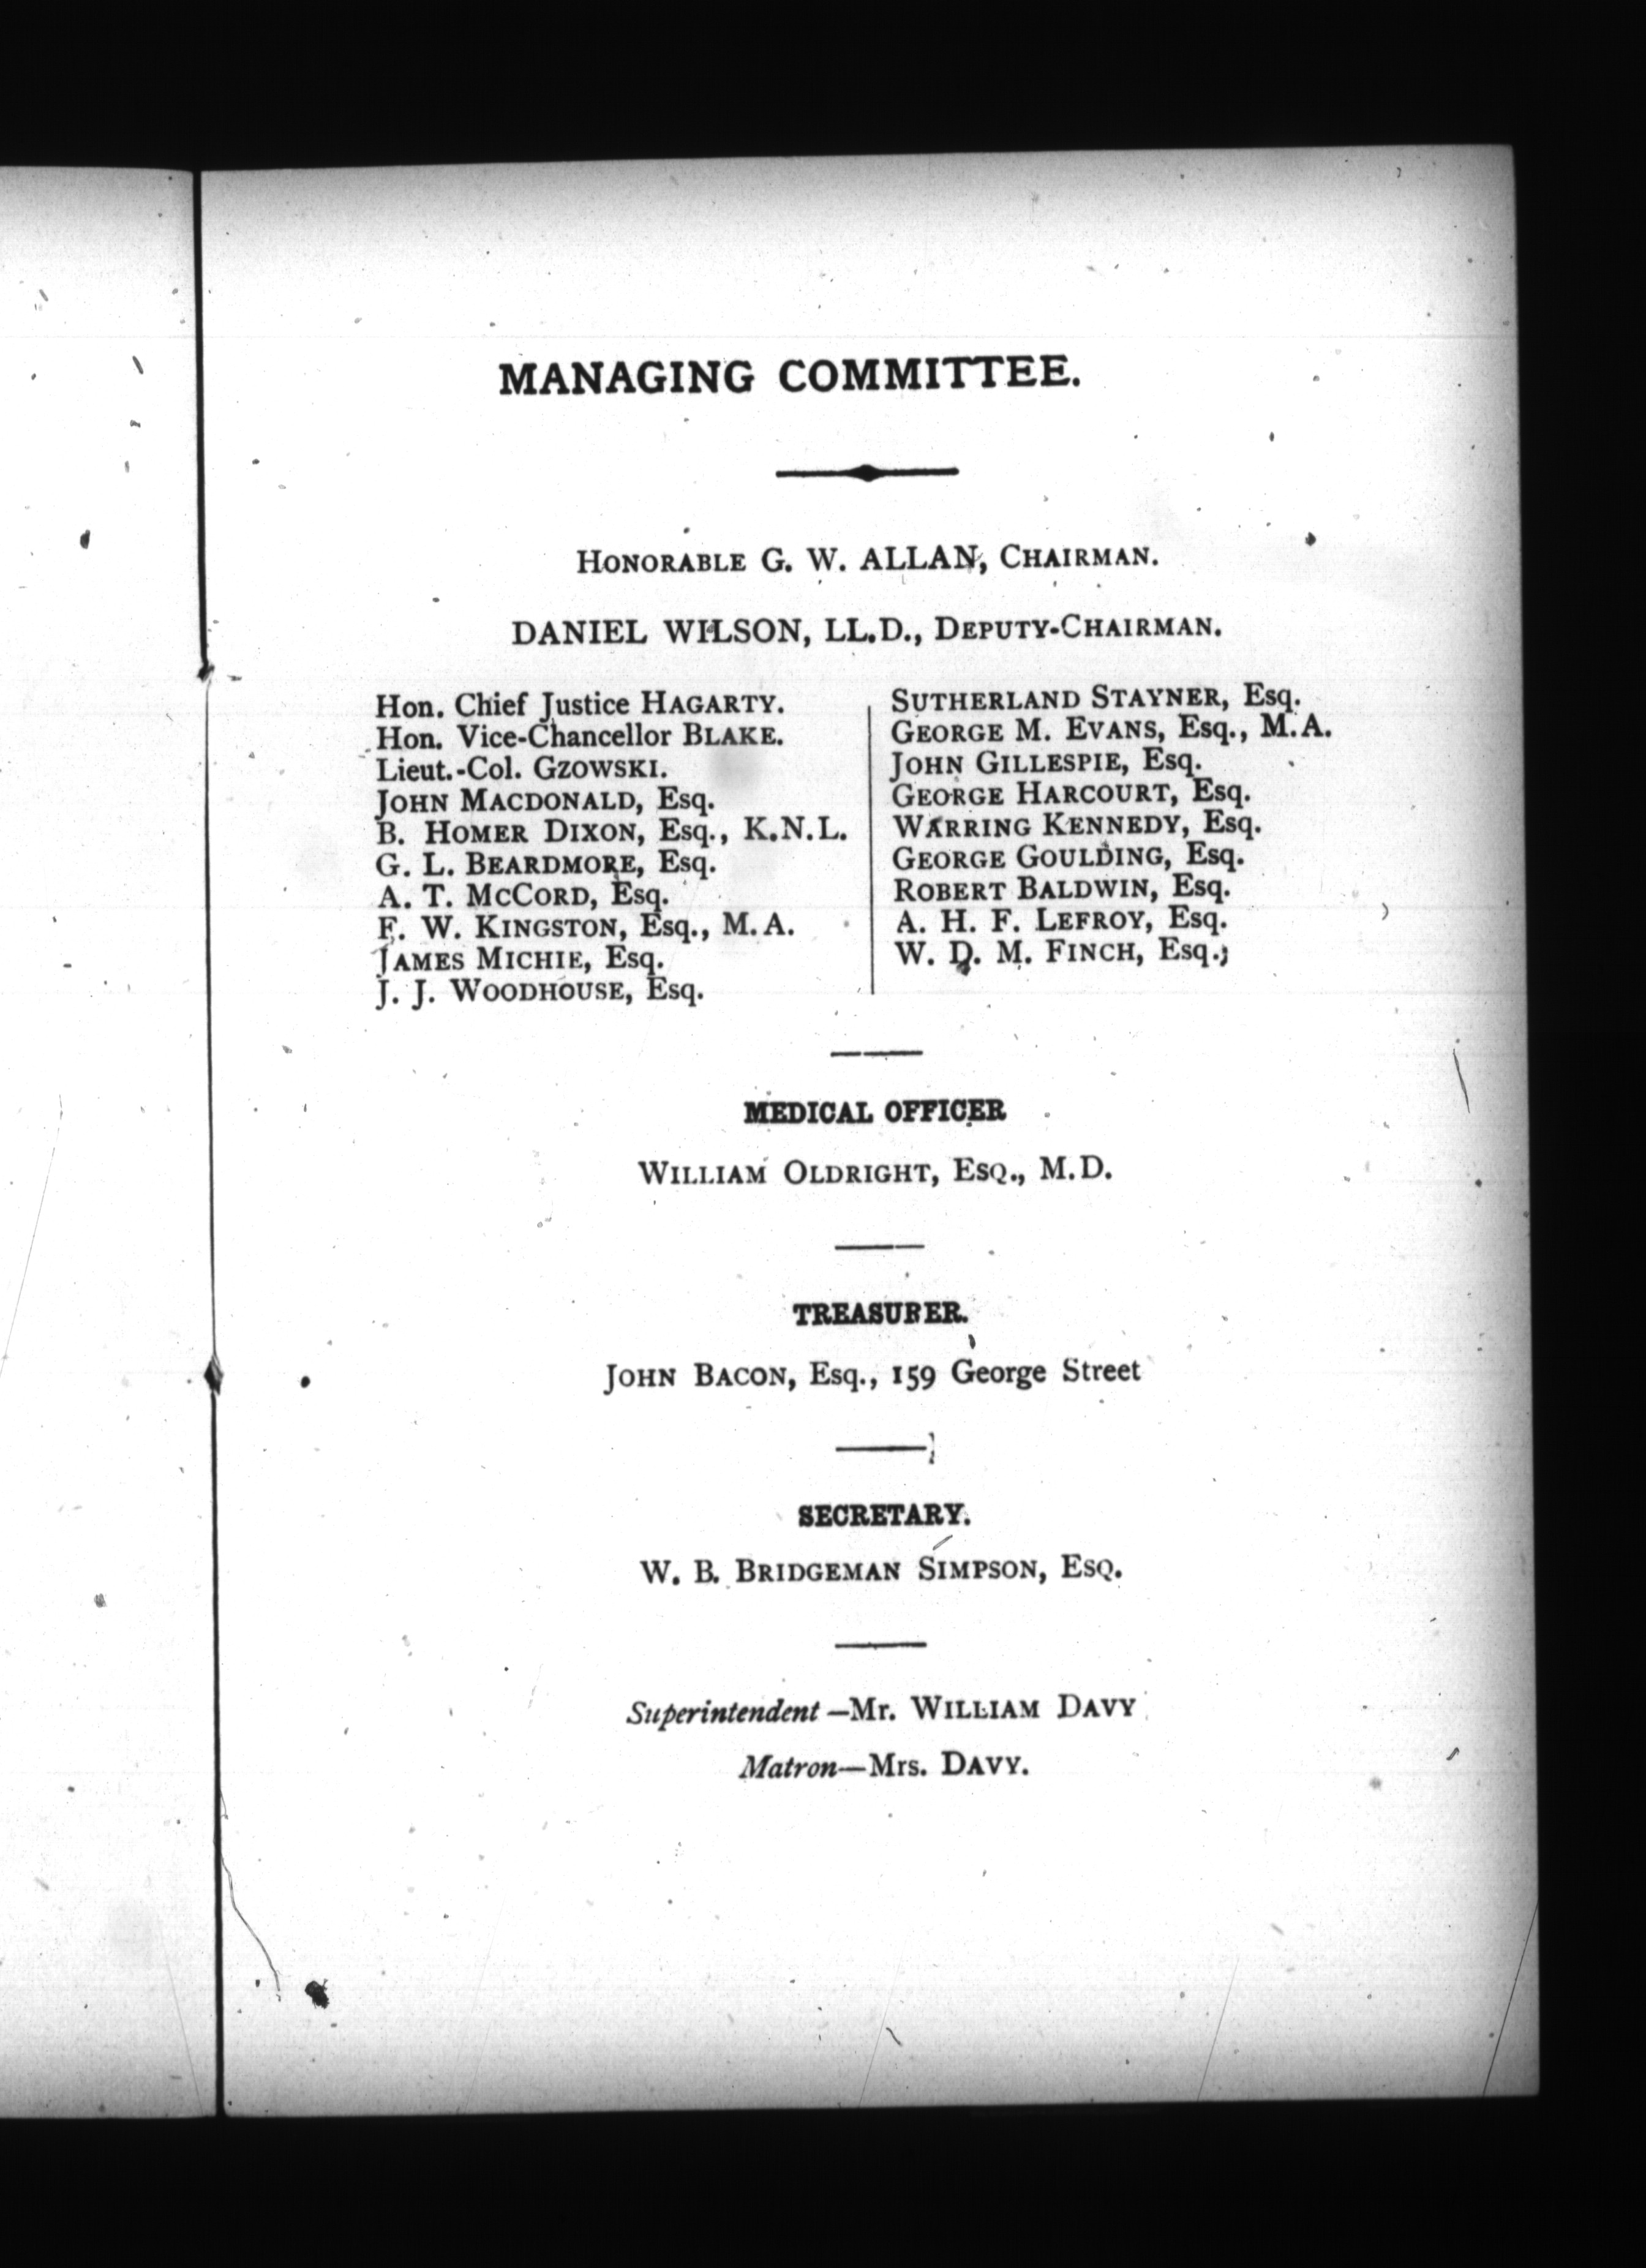 MANAGING COMMITTEE.
HONORABLE G. W. ALLAN, CHAIRMAN.
DANIEL WILSON, LL.D., DEPUTY-CHAIRMAN.
Hon. Chief Justice HAGARTY.
Hon. Vice-Chancellor BLAKE.
Lieut.-Col. GZOWSKI.
JOHN MACDONALD, Esq.
B. HOMER DIXON, Esq., K.N.L.
G. L. BEARDMORE, Esq.
A. T. MCCORD, Esq.
F. W. KINGSTON, Esq., M.A.
JAMES MICHIE, Esq.
J. J. WOODHOUSE, Esq.
SUTHERLAND STAYNER, Esq.
GEORGE M. EVANS, Esq., M.A.
JOHN GILLESPIE, Esq.
GEORGE HARCOURT, Esq.
WARRING KENNEDY, Esq.
GEORGE GOULDING, Esq.
ROBERT BALDWIN, Esq.
A. H. F. LEFROY, Esq.
W. D. M. FINCH, Esq.;
MEDICAL OFFICER
WILLIAM OLDRIGHT, ESQ., M.D.
TREASURER.
JOHN BACON, Esq., 159 George Street
SECRETARY.
W. B. BRIDGEMAN SIMPSON, ESQ.
Superintendent—Mr. WILLIAM DAVY
Matron—Mrs. DAVY.